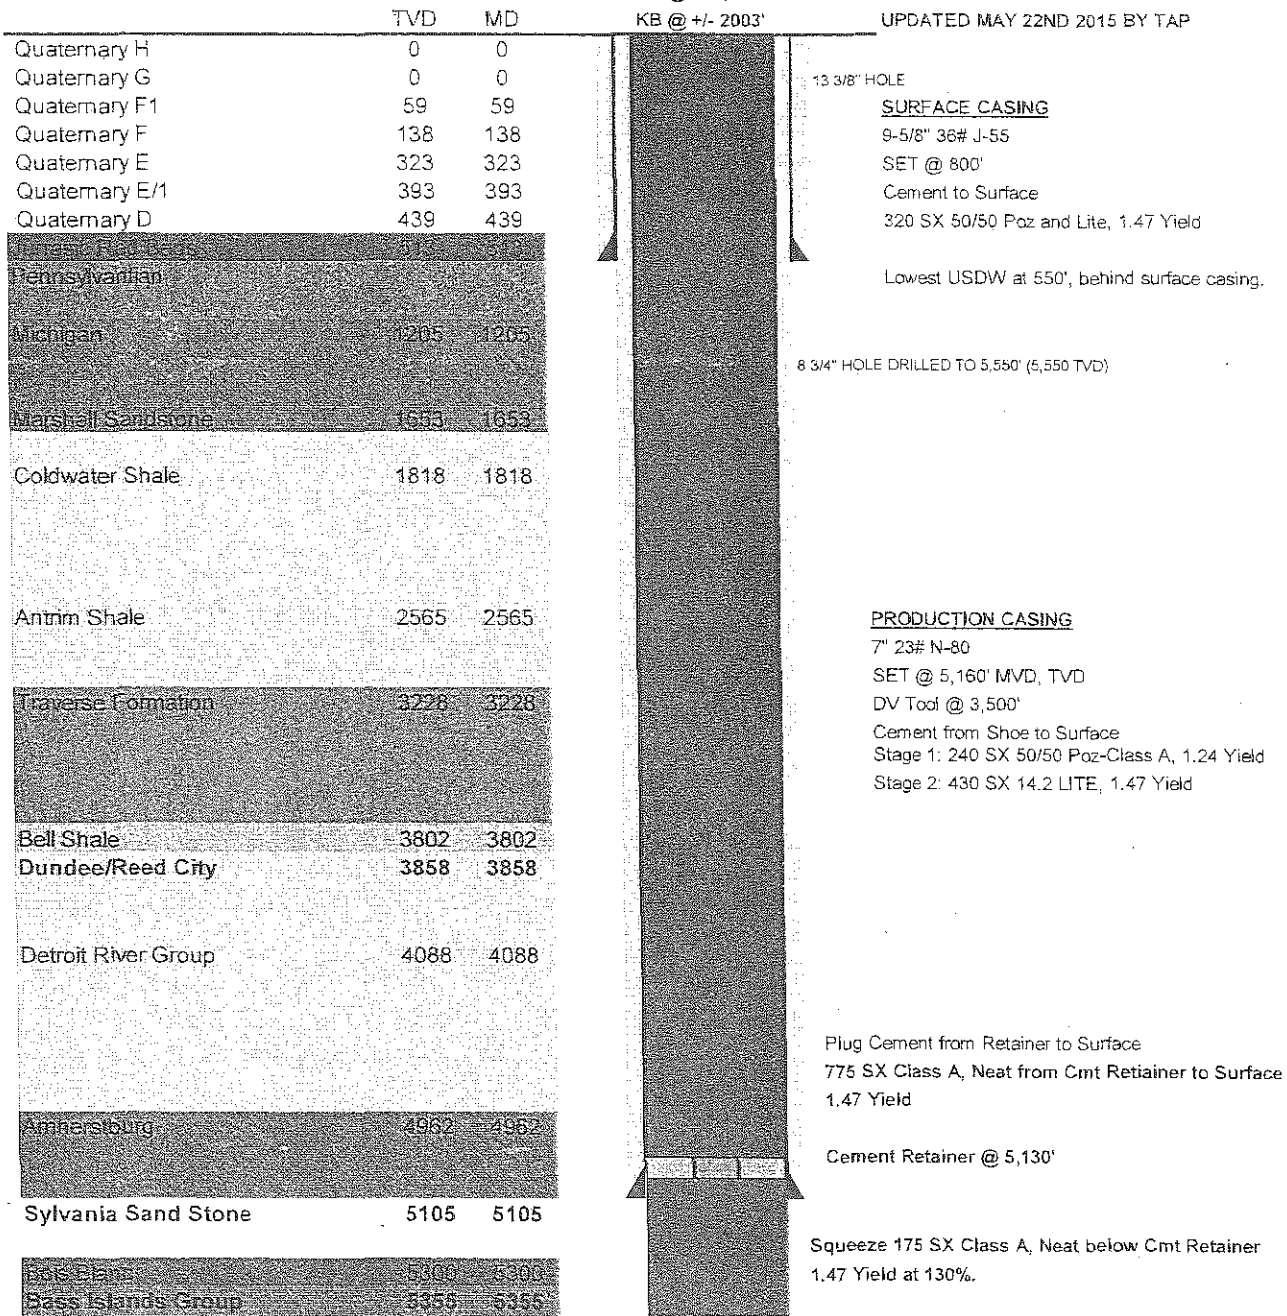 TVD MD KB @ +/- 2003' UPDATED MAY 22ND 2015 BY TAP
Quaternary H 0 0
Quaternary G 0 0
13 3/8" HOLE
Quaternary F1 59 59
SURFACE CASING
9-5/8" 36# J-55
Quaternary F 138 138
Quaternary E 323 323
SET @ 800'
Quaternary E/1 393 393
Cement to Surface
Quaternary D 439 439
320 SX 50/50 Poz and Lite, 1.47 Yield
Red Beds
Pennsylvanian
Lowest USDW at 550', behind surface casing.
Michigan 1205 1205
8 3/4" HOLE DRILLED TO 5,550' (5,550 TVD)
Marshall Sandstone 1653 1653
Coldwater Shale 1818 1818
Antrim Shale 2565 2565
PRODUCTION CASING
7" 23# N-80
SET @ 5,160' MVD, TVD
Traverse Formation 3228 3228
DV Tool @ 3,500'
Cement from Shoe to Surface
Stage 1: 240 SX 50/50 Poz-Class A, 1.24 Yield
Stage 2: 430 SX 14.2 LITE, 1.47 Yield
Bell Shale 3802 3802
Dundee/Reed City 3858 3858
Detroit River Group 4088 4088
Plug Cement from Retainer to Surface
775 SX Class A, Neat from Cmt Retiainer to Surface
1.47 Yield
Amherstburg 4962 4962
Cement Retainer @ 5,130'
Sylvania Sand Stone 5105 5105
Squeeze 175 SX Class A, Neat below Cmt Retainer
1.47 Yield at 130%.
Bois Blanc 5300 5300
Bass Islands Group 5355 5355